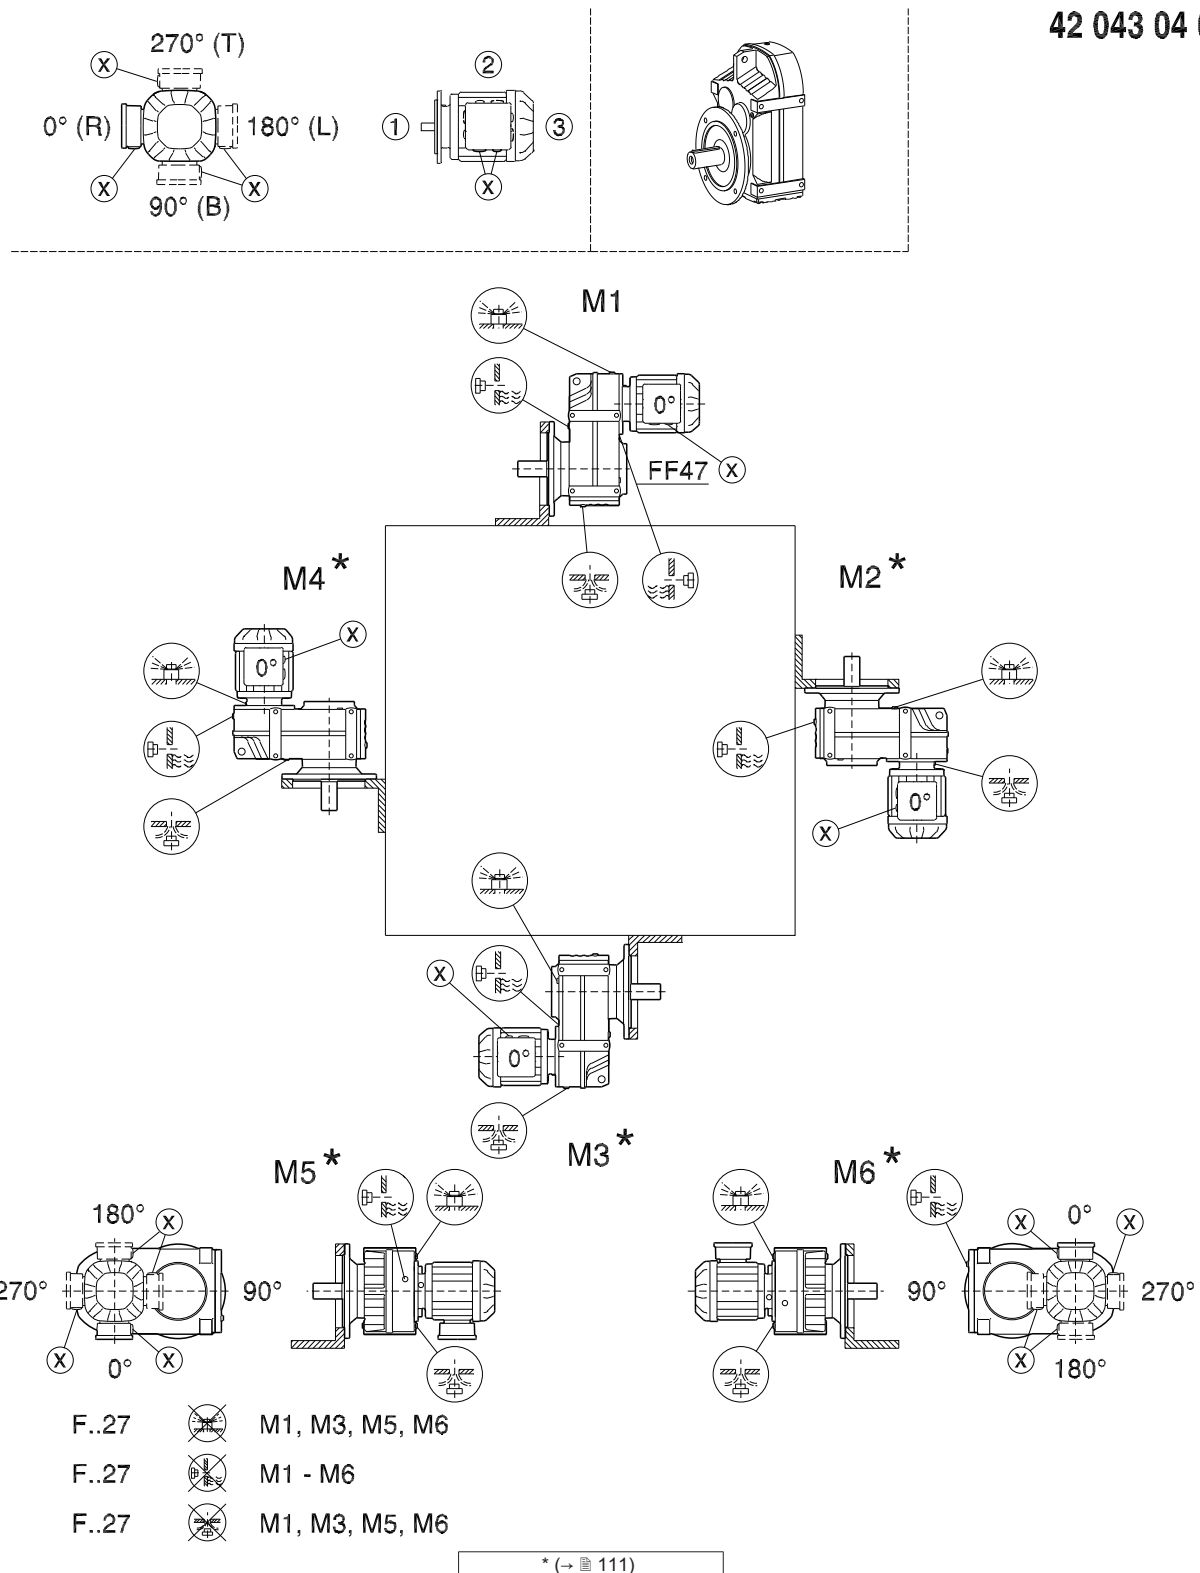 42 043 04
270° (T)
X
0° (R)
180° (L)
X
X
90° (B)
1
2
3
X
M1
0°
FF47
X
M4*
X
0°
M2*
0°
X
X
0°
M3*
M5*
M6*
180°
X
270°
90°
X
0°
X
X
0°
X
90°
270°
X
180°
F..27
M1, M3, M5, M6
F..27
M1 - M6
F..27
M1, M3, M5, M6
* (→ 111)